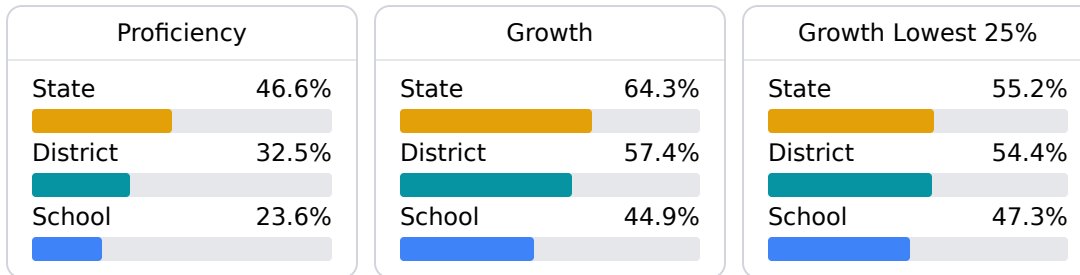 Proficiency
State 46.6%
District 32.5%
School 23.6%
Growth
State 64.3%
District 57.4%
School 44.9%
Growth Lowest 25%
State 55.2%
District 54.4%
School 47.3%